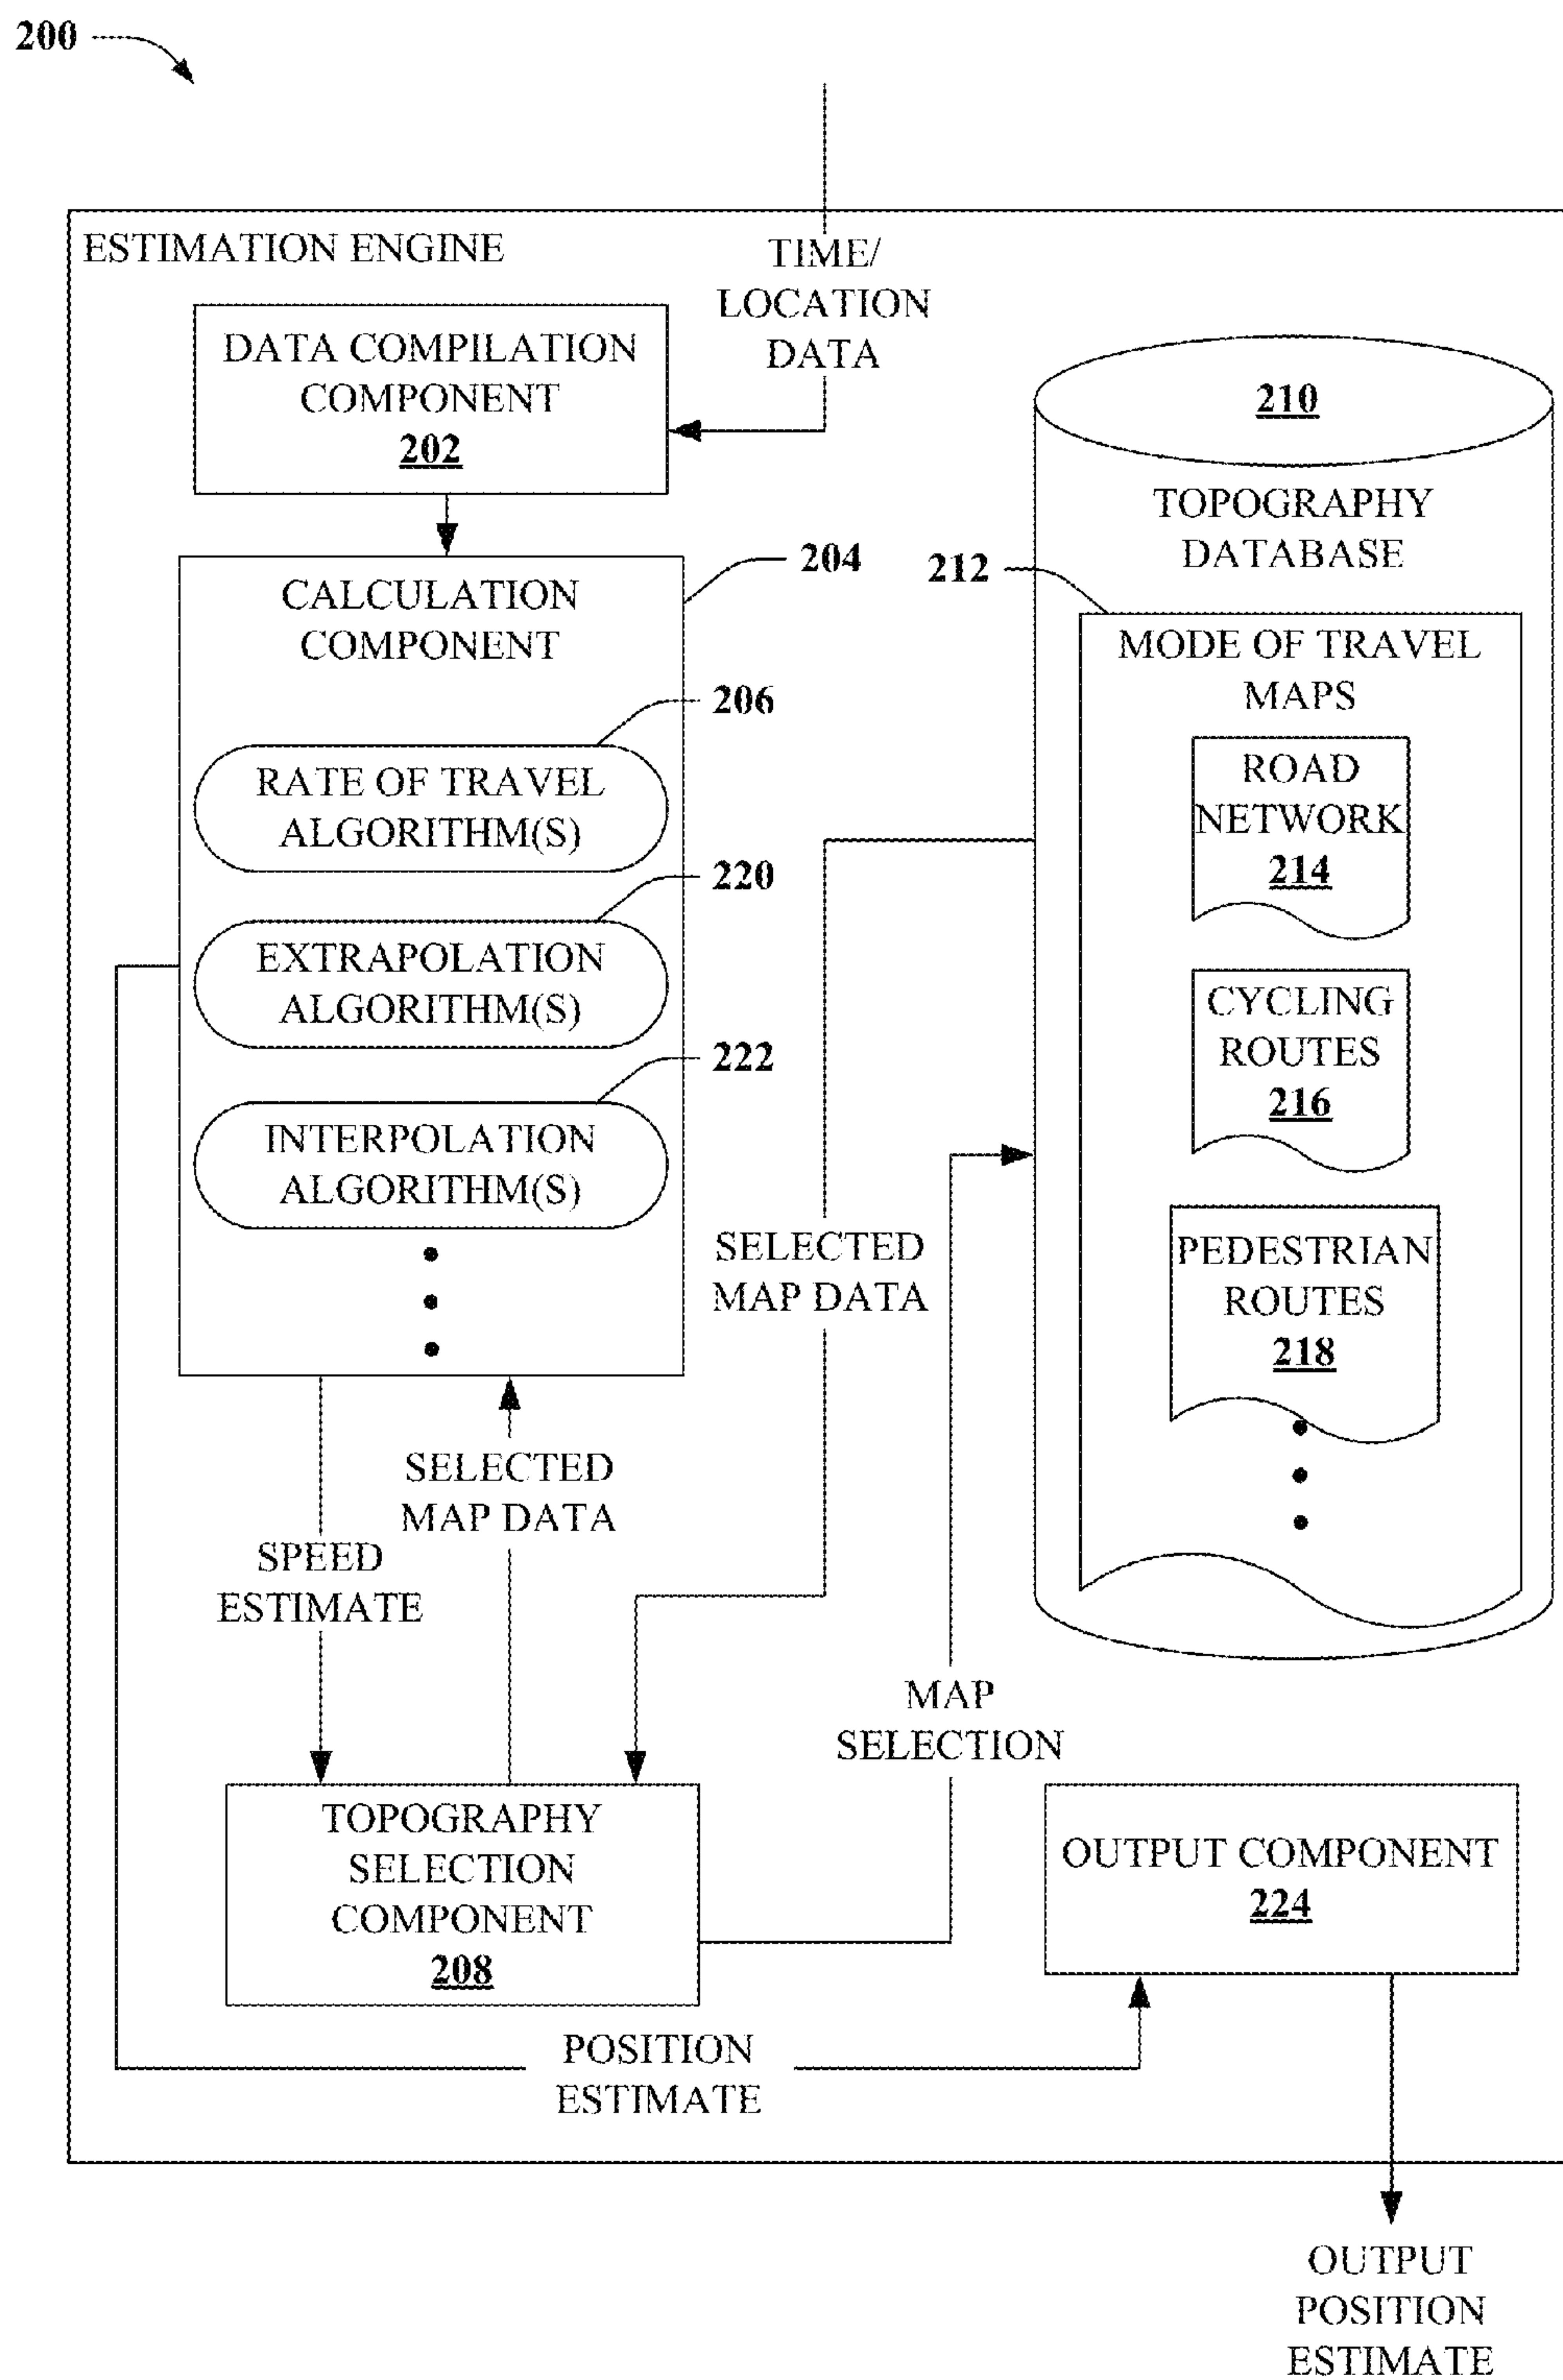 200
ESTIMATION ENGINE
TIME/
LOCATION
DATA
DATA COMPILATION
COMPONENT
202
210
TOPOGRAPHY
DATABASE
204
212
CALCULATION
COMPONENT
MODE OF TRAVEL
MAPS
206
RATE OF TRAVEL
ALGORITHM(S)
ROAD
NETWORK
214
220
EXTRAPOLATION
ALGORITHM(S)
CYCLING
ROUTES
216
222
INTERPOLATION
ALGORITHM(S)
SELECTED
MAP DATA
PEDESTRIAN
ROUTES
218
SELECTED
MAP DATA
SPEED
ESTIMATE
MAP
SELECTION
TOPOGRAPHY
SELECTION
COMPONENT
208
OUTPUT COMPONENT
224
POSITION
ESTIMATE
OUTPUT
POSITION
ESTIMATE